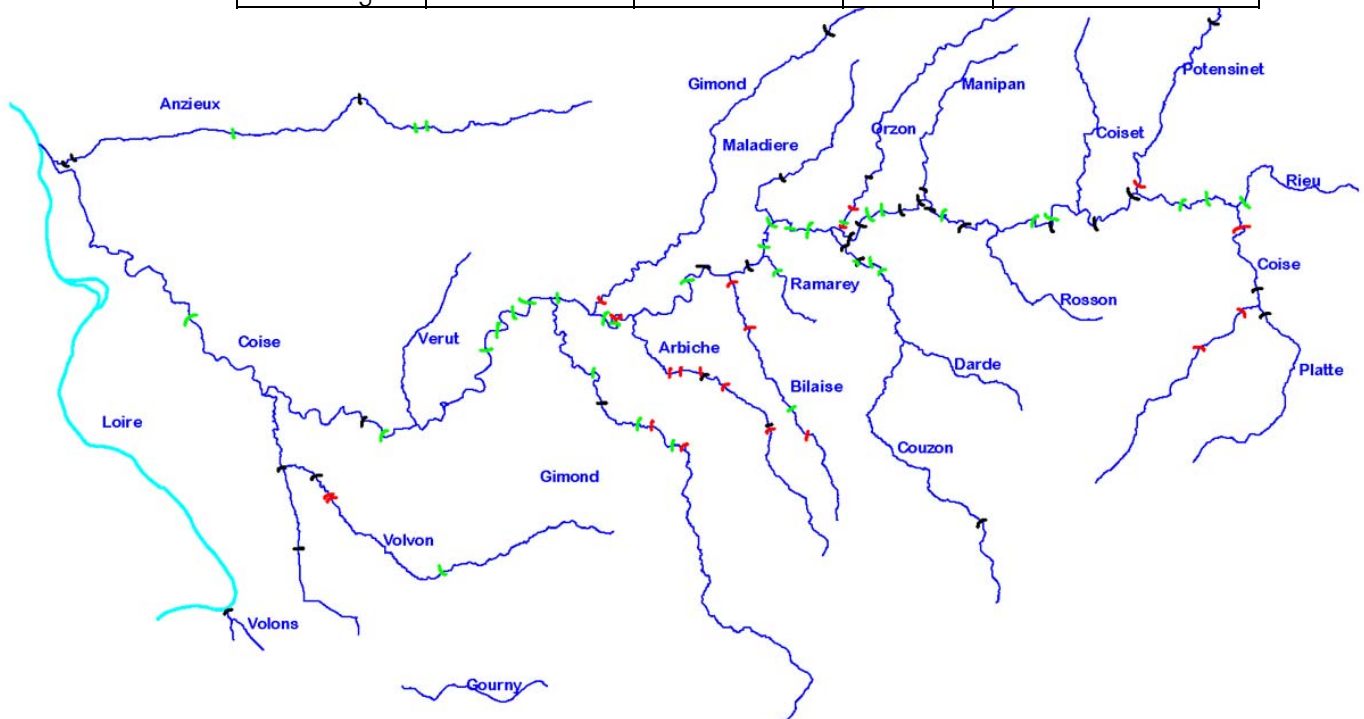 Potensinet
Gimond
Manipan
Anzieux
Orzon
Coiset
Maladiere
Rieu
Coise
Ramarey
Rosson
Verut
Coise
Arbiche
Darde
Platte
Bilaise
Loire
Couzon
Gimond
Volvon
Volons
Gourny